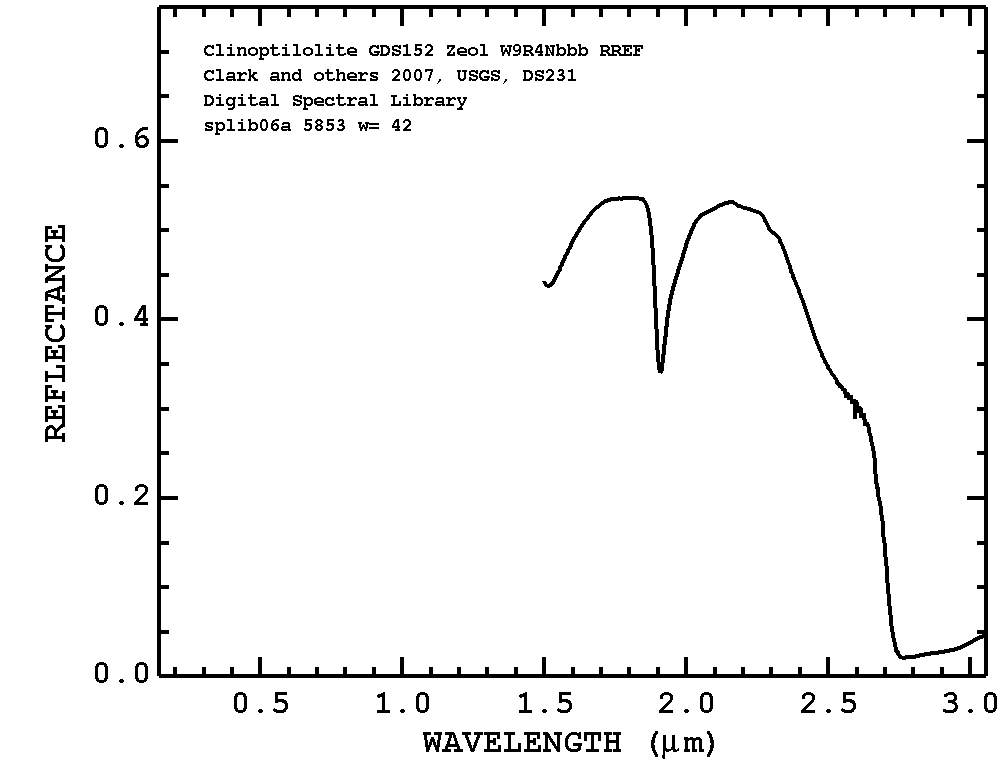 Clinoptilolite GDS152 Zeol W9R4Nbbb RREF
Clark and others 2007, USGS, DS231
Digital Spectral Library
splib06a 5853 w= 42
0.6
0.4
0.2
0.0
REFLECTANCE
0.5 1.0 1.5 2.0 2.5 3.0
WAVELENGTH (μm)